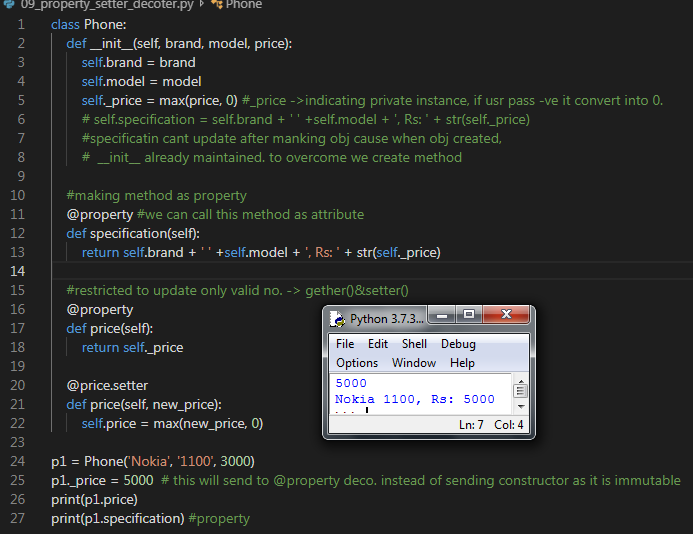 09_property_setter_decoter.py > Phone
1 class Phone:
2 def __init__(self, brand, model, price):
3 self.brand = brand
4 self.model = model
5 self._price = max(price, 0) #_price ->indicating private instance, if usr pass -ve it convert into 0.
6 # self.specification = self.brand + ' ' +self.model + ', Rs: ' + str(self._price)
7 #specificatin cant update after manking obj cause when obj created,
8 # __init__ already maintained. to overcome we create method
9
10 #making method as property
11 @property #we can call this method as attribute
12 def specification(self):
13 return self.brand + ' ' +self.model + ', Rs: ' + str(self._price)
14
15 #restricted to update only valid no. -> gether()&setter()
16 @property
17 def price(self):
18 return self._price
19
20 @price.setter
21 def price(self, new_price):
22 self.price = max(new_price, 0)
23
24 p1 = Phone('Nokia', '1100', 3000)
25 p1._price = 5000 # this will send to @property deco. instead of sending constructor as it is immutable
26 print(p1.price)
27 print(p1.specification) #property
Python 3.7.3...
File Edit Shell Debug
Options Window Help
5000
Nokia 1100, Rs: 5000
Ln: 7 Col: 4